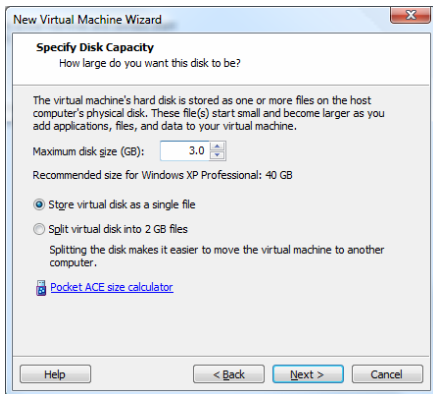 New Virtual Machine Wizard
Specify Disk Capacity
How large do you want this disk to be?
The virtual machine's hard disk is stored as one or more files on the host
computer's physical disk. These file(s) start small and become larger as you
add applications, files, and data to your virtual machine.
Maximum disk size (GB): 3.0
Recommended size for Windows XP Professional: 40 GB
Store virtual disk as a single file
Split virtual disk into 2 GB files
Splitting the disk makes it easier to move the virtual machine to another
computer.
Pocket ACE size calculator
Help < Back Next > Cancel